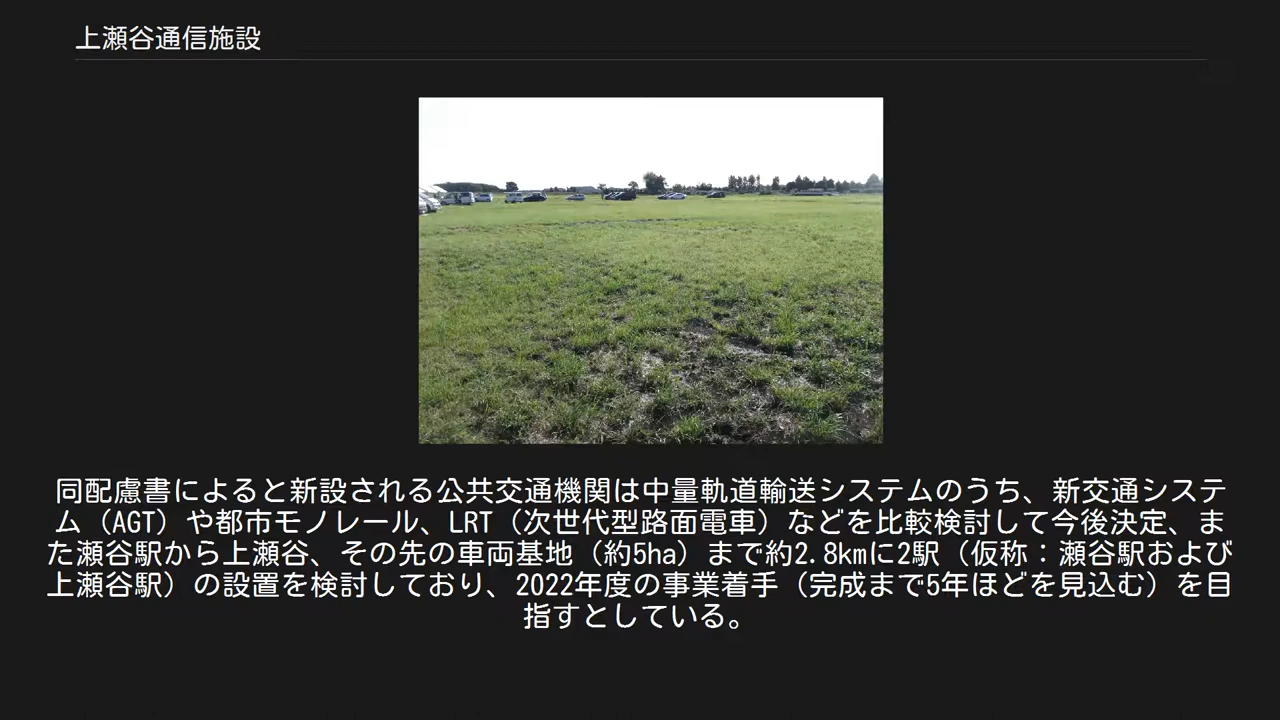 上瀬谷通信施設
同配慮書によると新設される公共交通機関は中量軌道輸送システムのうち、新交通システ
ム（AGT）や都市モノレール、LRT（次世代型路面電車）などを比較検討して今後決定、ま
た瀬谷駅から上瀬谷、その先の車両基地（約5ha）まで約2.8kmに2駅（仮称：瀬谷駅および
上瀬谷駅）の設置を検討しており、2022年度の事業着手（完成まで5年ほどを見込む）を目
指すとしている。